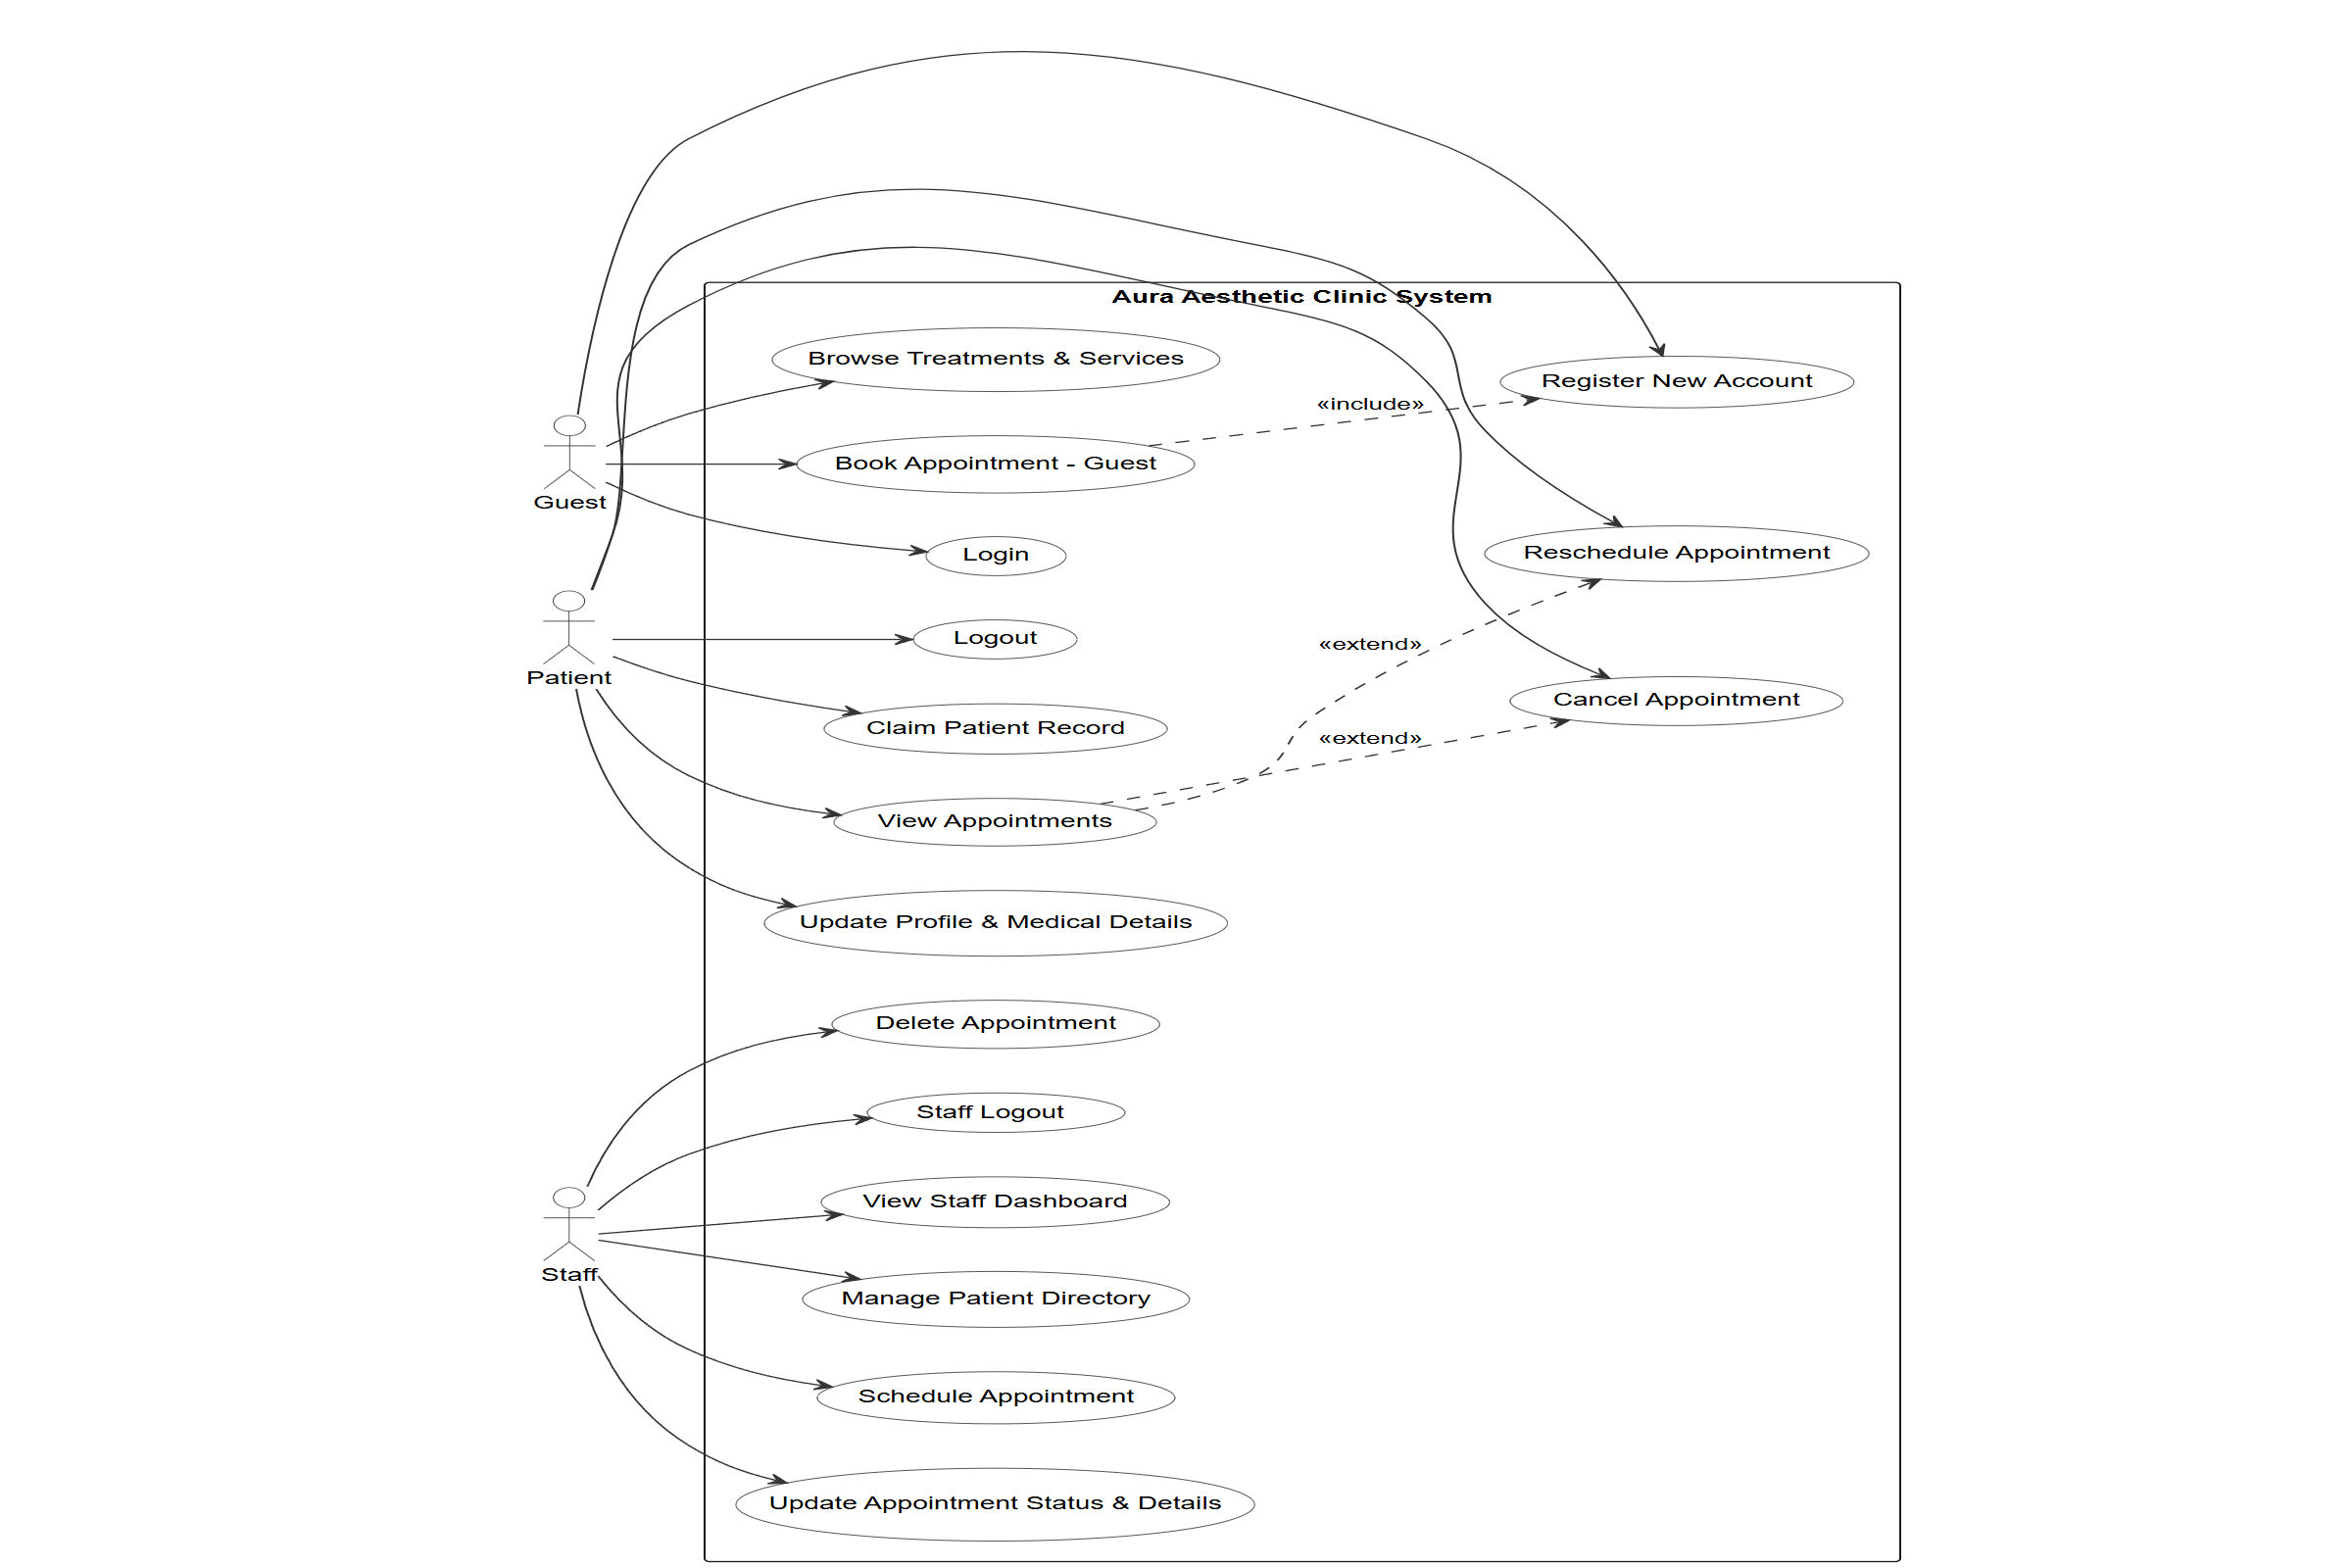 Aura Aesthetic Clinic System
Browse Treatments & Services
Register New Account
«include»
Book Appointment - Guest
Guest
Login
Reschedule Appointment
Logout
«extend»
Patient
Cancel Appointment
Claim Patient Record
«extend»
View Appointments
Update Profile & Medical Details
Delete Appointment
Staff Logout
View Staff Dashboard
Staff
Manage Patient Directory
Schedule Appointment
Update Appointment Status & Details